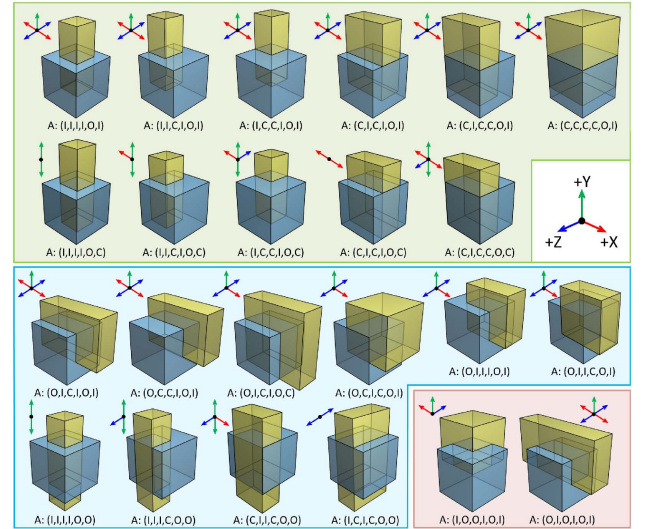 A: (I,I,I,I,O,I) A: (I,I,C,I,O,I) A: (I,C,C,I,O,I) A: (C,I,C,I,O,I) A: (C,I,C,C,O,I) A: (C,C,C,C,O,I)
A: (I,I,I,I,O,C) A: (I,I,C,I,O,C) A: (I,C,C,I,O,C) A: (C,I,C,I,O,C) A: (C,I,C,C,O,C)
+Y
+Z +X
A: (O,I,C,I,O,I) A: (O,C,C,I,O,I) A: (O,I,C,I,O,C) A: (O,C,I,C,O,I) A: (O,I,I,I,O,I) A: (O,I,I,C,O,I)
A: (I,I,I,I,O,O) A: (I,I,I,C,O,O) A: (C,I,I,C,O,O) A: (I,C,I,C,O,O) A: (I,O,O,I,O,I) A: (O,I,O,I,O,I)